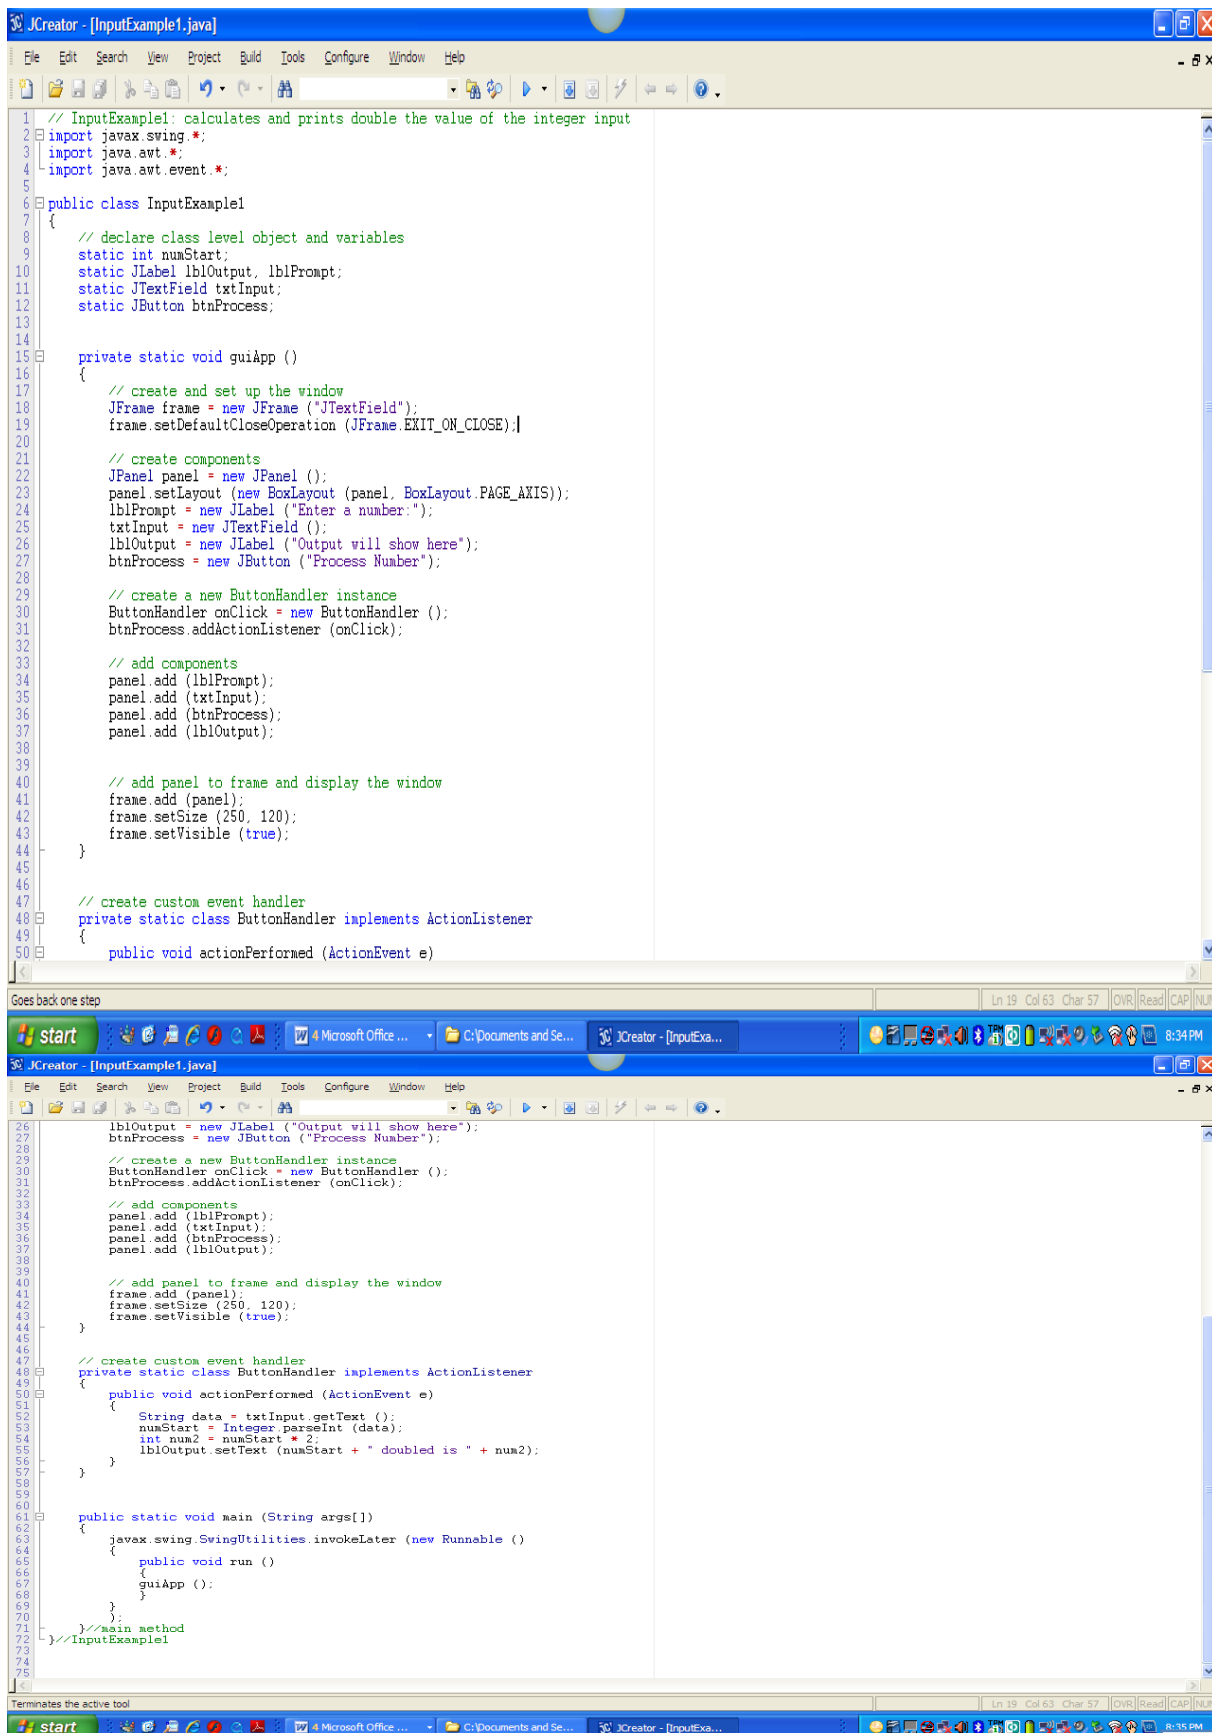 JCreator - [InputExample1.java]
File Edit Search View Project Build Tools Configure Window Help
1 // InputExample1: calculates and prints double the value of the integer input
2 import javax.swing.*;
3 import java.awt.*;
4 import java.awt.event.*;
5
6 public class InputExample1
7 {
8 // declare class level object and variables
9 static int numStart;
10 static JLabel lblOutput, lblPrompt;
11 static JTextField txtInput;
12 static JButton btnProcess;
13
14
15 private static void guiApp ()
16 {
17 // create and set up the window
18 JFrame frame = new JFrame ("JTextField");
19 frame.setDefaultCloseOperation (JFrame.EXIT_ON_CLOSE);
20
21 // create components
22 JPanel panel = new JPanel ();
23 panel.setLayout (new BoxLayout (panel, BoxLayout.PAGE_AXIS));
24 lblPrompt = new JLabel ("Enter a number:");
25 txtInput = new JTextField ();
26 lblOutput = new JLabel ("Output will show here");
27 btnProcess = new JButton ("Process Number");
28
29 // create a new ButtonHandler instance
30 ButtonHandler onClick = new ButtonHandler ();
31 btnProcess.addActionListener (onClick);
32
33 // add components
34 panel.add (lblPrompt);
35 panel.add (txtInput);
36 panel.add (btnProcess);
37 panel.add (lblOutput);
38
39
40 // add panel to frame and display the window
41 frame.add (panel);
42 frame.setSize (250, 120);
43 frame.setVisible (true);
44 }
45
46
47 // create custom event handler
48 private static class ButtonHandler implements ActionListener
49 {
50 public void actionPerformed (ActionEvent e)
Goes back one step Ln 19 Col 63 Char 57 OVR Read CAP NU
start 4 Microsoft Office ... C:\Documents and Se... JCreator - [InputExa... 8:34 PM
JCreator - [InputExample1.java]
File Edit Search View Project Build Tools Configure Window Help
26 lblOutput = new JLabel ("Output will show here");
27 btnProcess = new JButton ("Process Number");
28
29 // create a new ButtonHandler instance
30 ButtonHandler onClick = new ButtonHandler ();
31 btnProcess.addActionListener (onClick);
32
33 // add components
34 panel.add (lblPrompt);
35 panel.add (txtInput);
36 panel.add (btnProcess);
37 panel.add (lblOutput);
38
39
40 // add panel to frame and display the window
41 frame.add (panel);
42 frame.setSize (250, 120);
43 frame.setVisible (true);
44 }
45
46
47 // create custom event handler
48 private static class ButtonHandler implements ActionListener
49 {
50 public void actionPerformed (ActionEvent e)
51 {
52 String data = txtInput.getText ();
53 numStart = Integer.parseInt (data);
54 int num2 = numStart * 2;
55 lblOutput.setText (numStart + " doubled is " + num2);
56 }
57 }
58
59
60
61 public static void main (String args[])
62 {
63 javax.swing.SwingUtilities.invokeLater (new Runnable ()
64 {
65 public void run ()
66 {
67 guiApp ();
68 }
69 }
70 );
71 }//main method
72 }//InputExample1
73
74
75
Terminates the active tool Ln 19 Col 63 Char 57 OVR Read CAP NU
start 4 Microsoft Office ... C:\Documents and Se... JCreator - [InputExa... 8:35 PM